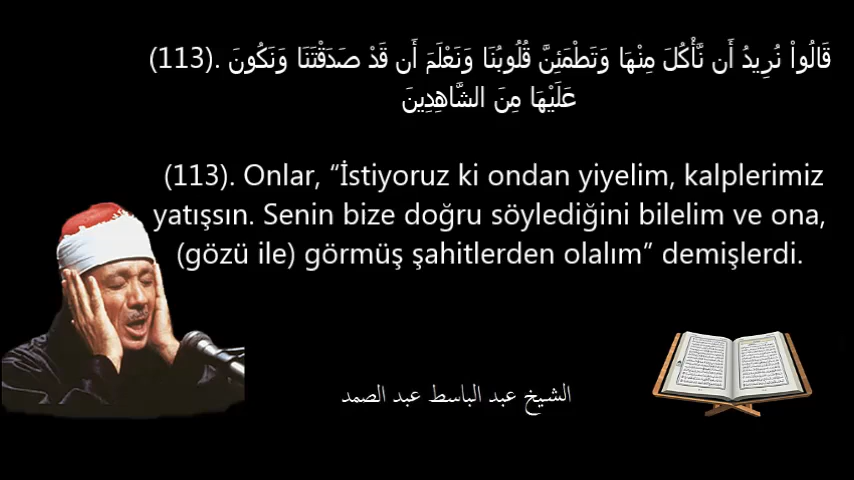 قَالُواْ نُرِيدُ أَن نَّأْكُلَ مِنْهَا وَتَطْمَئِنَّ قُلُوبُنَا وَنَعْلَمَ أَن قَدْ صَدَقْتَنَا وَنَكُونَ .(113)
عَلَيْهَا مِنَ الشَّاهِدِينَ
(113). Onlar, “İstiyoruz ki ondan yiyelim, kalplerimiz
yatışsın. Senin bize doğru söylediğini bilelim ve ona,
(gözü ile) görmüş şahitlerden olalım” demişlerdi.
الشيخ عبد الباسط عبد الصمد